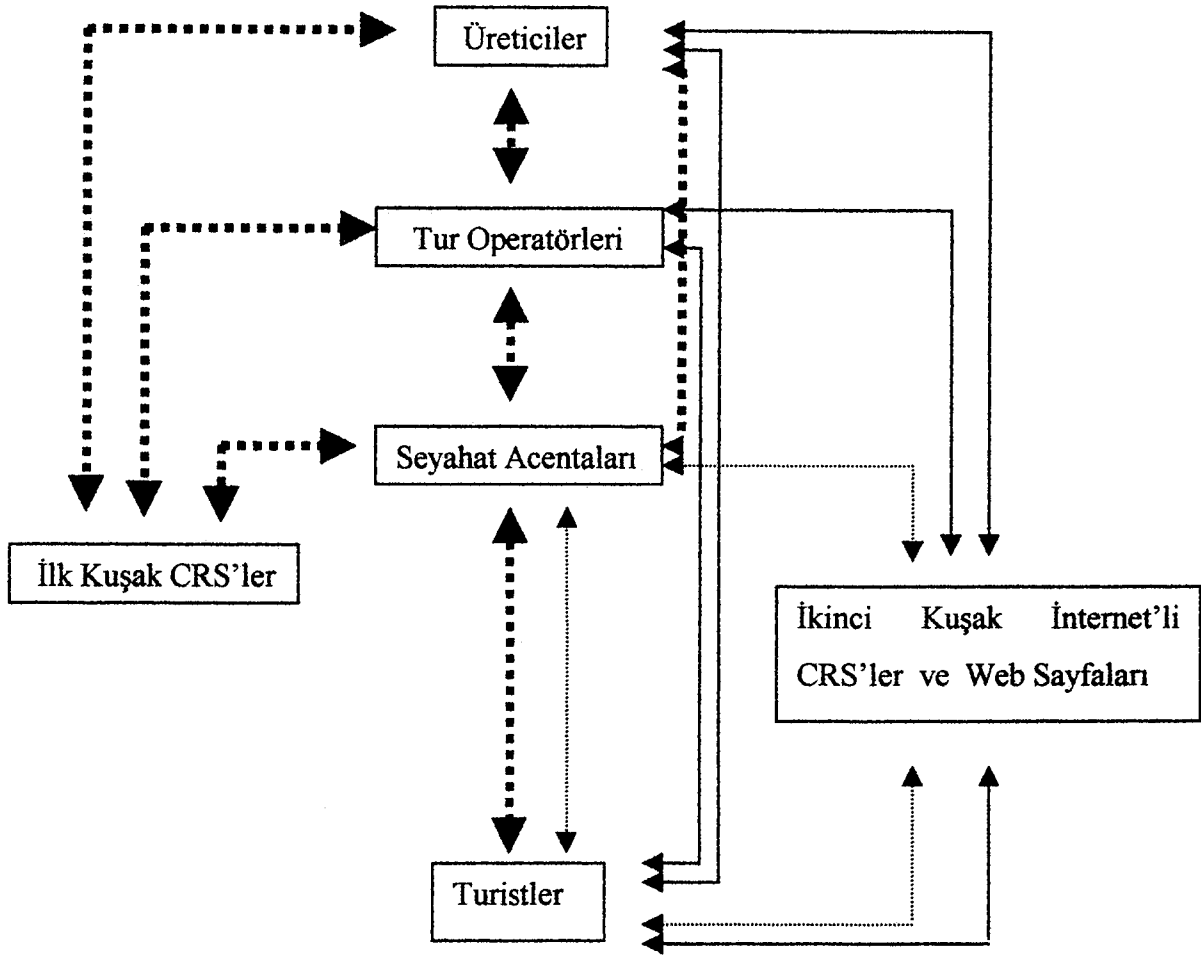 Üreticiler
Tur Operatörleri
Seyahat Acentaları
İlk Kuşak CRS’ler
İkinci Kuşak İnternet’li
CRS’ler ve Web Sayfaları
Turistler